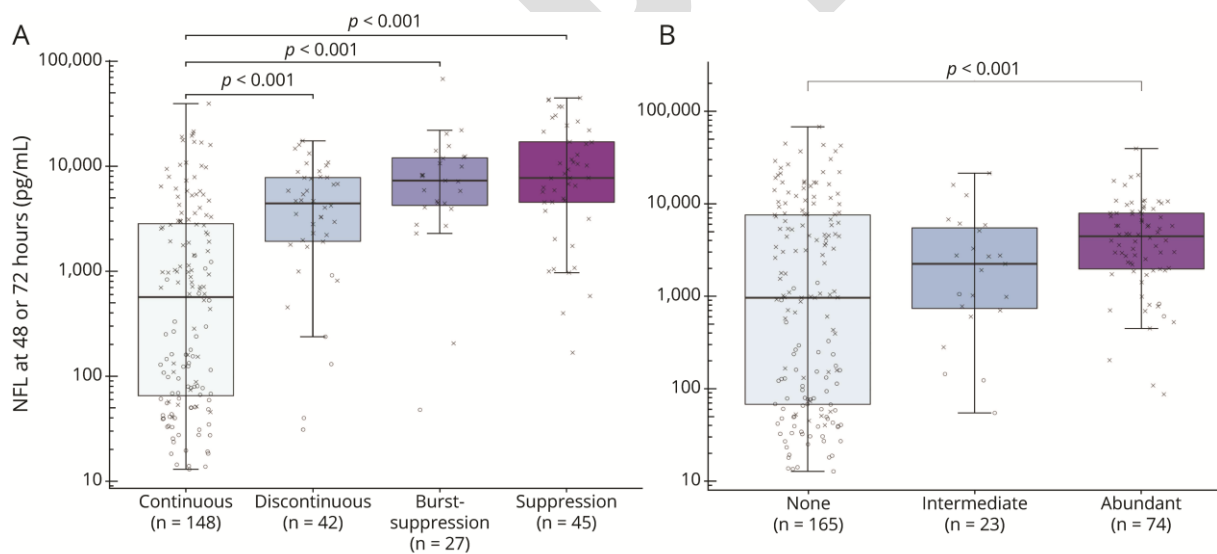 A
p < 0.001
p < 0.001
p < 0.001
NFL at 48 or 72 hours (pg/mL)
100,000
10,000
1,000
100
10
Continuous
(n = 148)
Discontinuous
(n = 42)
Burst-
suppression
(n = 27)
Suppression
(n = 45)
B
p < 0.001
100,000
10,000
1,000
100
10
None
(n = 165)
Intermediate
(n = 23)
Abundant
(n = 74)